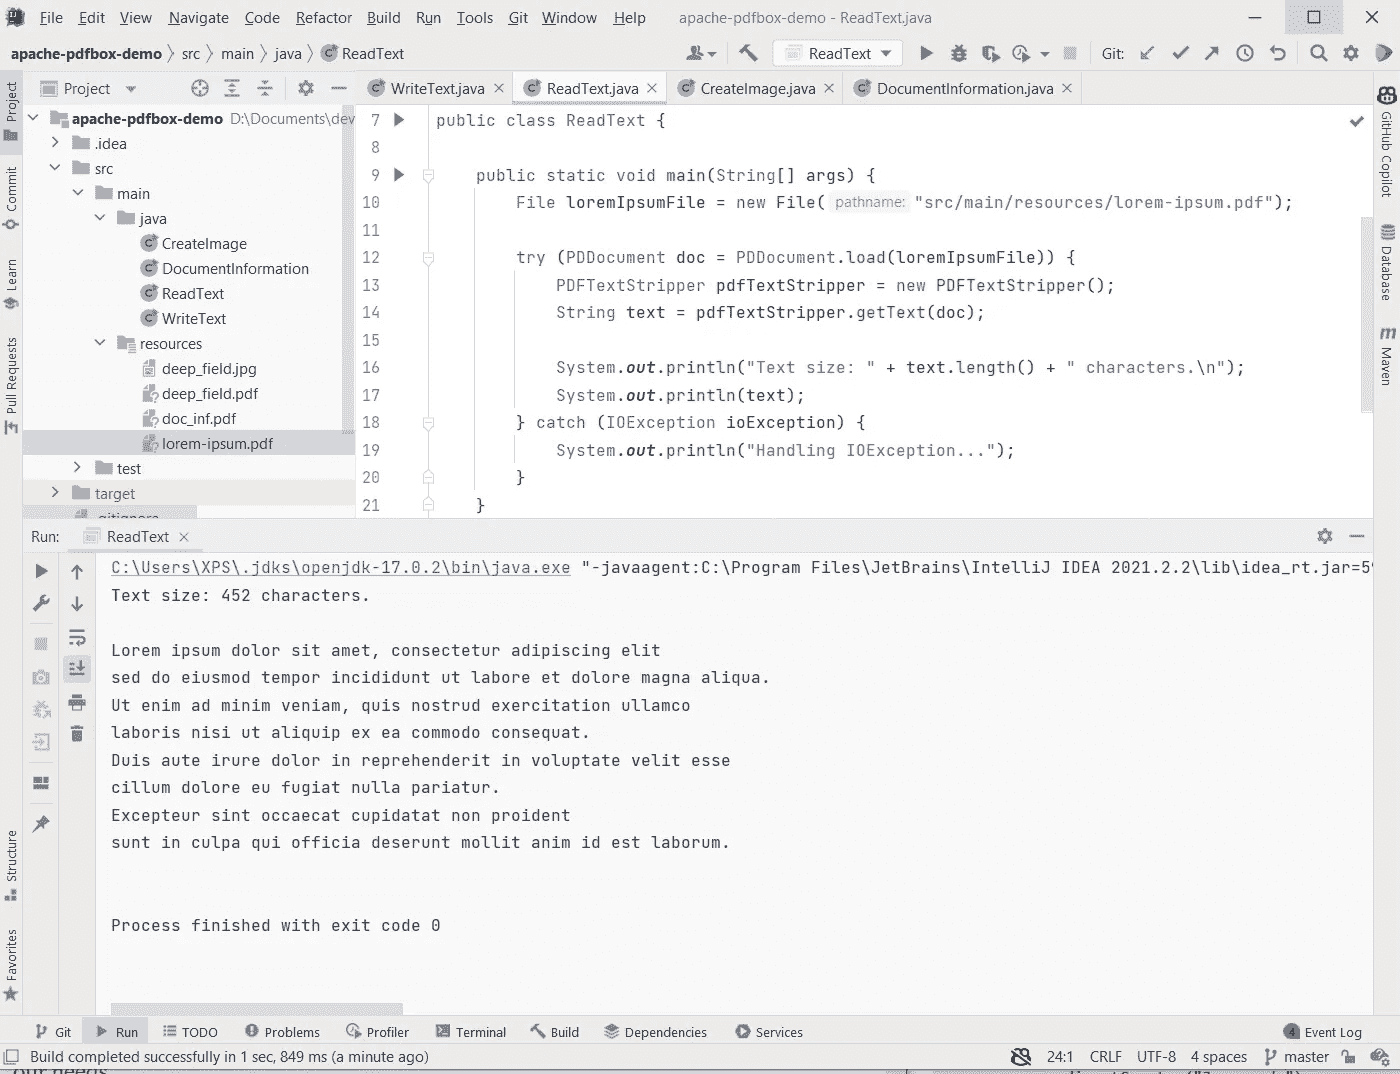 File Edit View Navigate Code Refactor Build Run Tools Git Window Help apache-pdfbox-demo - ReadText.java
apache-pdfbox-demo src main java ReadText ReadText Git:
Project WriteText.java ReadText.java CreateImage.java DocumentInformation.java
Project
Commit
Learn
Pull Requests
Structure
Favorites
apache-pdfbox-demo D:\Documents\dev
.idea
src
main
java
CreateImage
DocumentInformation
ReadText
WriteText
resources
deep_field.jpg
deep_field.pdf
doc_inf.pdf
lorem-ipsum.pdf
test
target
.gitignore
7 public class ReadText {
8
9 public static void main(String[] args) {
10 File loremIpsumFile = new File( pathname: "src/main/resources/lorem-ipsum.pdf");
11
12 try (PDDocument doc = PDDocument.load(loremIpsumFile)) {
13 PDFTextStripper pdfTextStripper = new PDFTextStripper();
14 String text = pdfTextStripper.getText(doc);
15
16 System.out.println("Text size: " + text.length() + " characters.\n");
17 System.out.println(text);
18 } catch (IOException ioException) {
19 System.out.println("Handling IOException...");
20 }
21 }
GitHub Copilot
Database
m Maven
Run: ReadText
C:\Users\XPS\.jdks\openjdk-17.0.2\bin\java.exe "-javaagent:C:\Program Files\JetBrains\IntelliJ IDEA 2021.2.2\lib\idea_rt.jar=5
Text size: 452 characters.
Lorem ipsum dolor sit amet, consectetur adipiscing elit
sed do eiusmod tempor incididunt ut labore et dolore magna aliqua.
Ut enim ad minim veniam, quis nostrud exercitation ullamco
laboris nisi ut aliquip ex ea commodo consequat.
Duis aute irure dolor in reprehenderit in voluptate velit esse
cillum dolore eu fugiat nulla pariatur.
Excepteur sint occaecat cupidatat non proident
sunt in culpa qui officia deserunt mollit anim id est laborum.
Process finished with exit code 0
Git Run TODO Problems Profiler Terminal Build Dependencies Services 4 Event Log
Build completed successfully in 1 sec, 849 ms (a minute ago) 24:1 CRLF UTF-8 4 spaces master